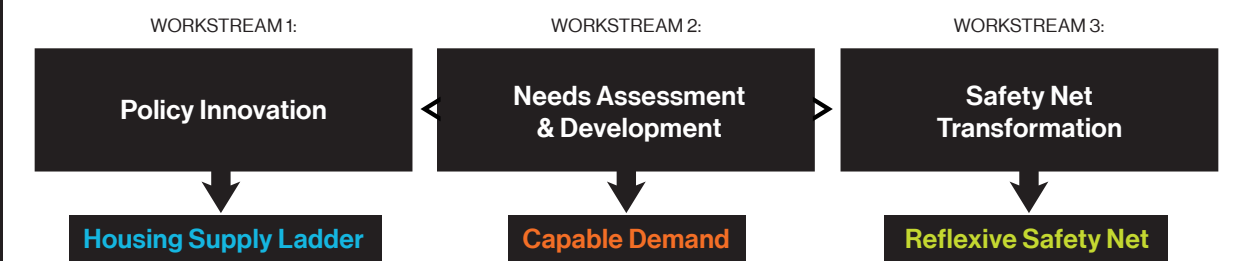 WORKSTREAM 1:
WORKSTREAM 2:
WORKSTREAM 3:
Policy Innovation
Needs Assessment
& Development
Safety Net
Transformation
Housing Supply Ladder
Capable Demand
Reflexive Safety Net